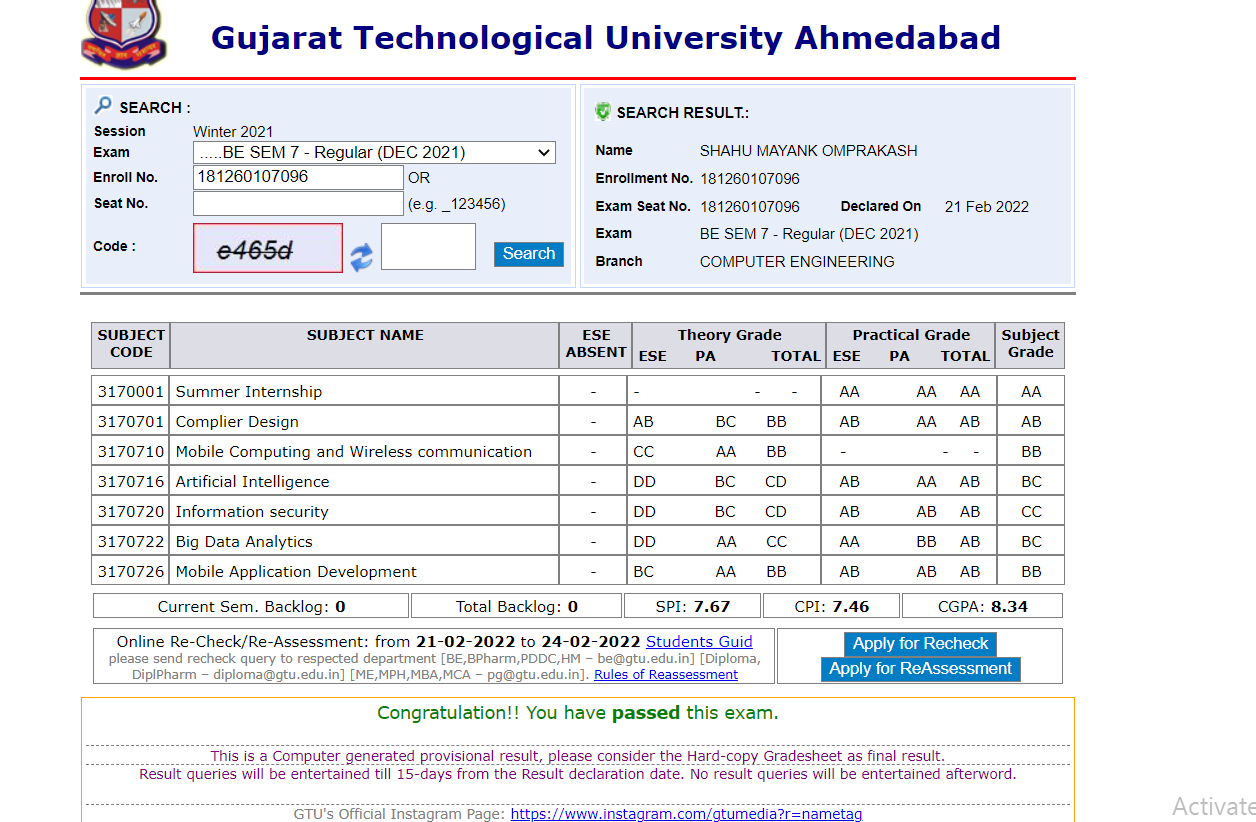 Gujarat Technological University Ahmedabad
SEARCH :
Session Winter 2021
Exam .....BE SEM 7 - Regular (DEC 2021)
Enroll No. 181260107096 OR
Seat No. (e.g. _123456)
Code : e465d Search
SEARCH RESULT.:
Name SHAHU MAYANK OMPRAKASH
Enrollment No. 181260107096
Exam Seat No. 181260107096 Declared On 21 Feb 2022
Exam BE SEM 7 - Regular (DEC 2021)
Branch COMPUTER ENGINEERING
SUBJECT CODE SUBJECT NAME ESE ABSENT Theory Grade Practical Grade Subject Grade
ESE PA TOTAL ESE PA TOTAL
3170001 Summer Internship - - - - AA AA AA AA
3170701 Complier Design - AB BC BB AB AA AB AB
3170710 Mobile Computing and Wireless communication - CC AA BB - - - BB
3170716 Artificial Intelligence - DD BC CD AB AA AB BC
3170720 Information security - DD BC CD AB AB AB CC
3170722 Big Data Analytics - DD AA CC AA BB AB BC
3170726 Mobile Application Development - BC AA BB AB AB AB BB
Current Sem. Backlog: 0 Total Backlog: 0 SPI: 7.67 CPI: 7.46 CGPA: 8.34
Online Re-Check/Re-Assessment: from 21-02-2022 to 24-02-2022 Students Guid
please send recheck query to respected department [BE,BPharm,PDDC,HM – be@gtu.edu.in] [Diploma,
DiplPharm – diploma@gtu.edu.in] [ME,MPH,MBA,MCA – pg@gtu.edu.in]. Rules of Reassessment
Apply for Recheck
Apply for ReAssessment
Congratulation!! You have passed this exam.
This is a Computer generated provisional result, please consider the Hard-copy Gradesheet as final result.
Result queries will be entertained till 15-days from the Result declaration date. No result queries will be entertained afterword.
GTU's Official Instagram Page: https://www.instagram.com/gtumedia?r=nametag
Activate